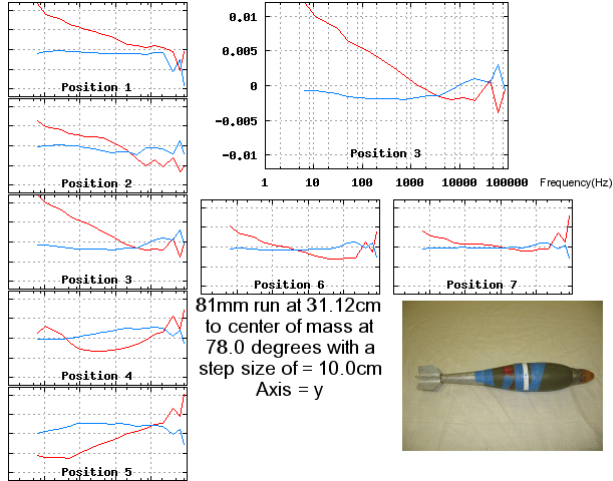 Position 1
Position 2
Position 3
Position 4
Position 5
0.01
0.005
0
-0.005
-0.01
Position 3
1 10 100 1000 10000 100000 Frequency(Hz)
Position 6
Position 7
81mm run at 31.12cm
to center of mass at
78.0 degrees with a
step size of = 10.0cm
Axis = y